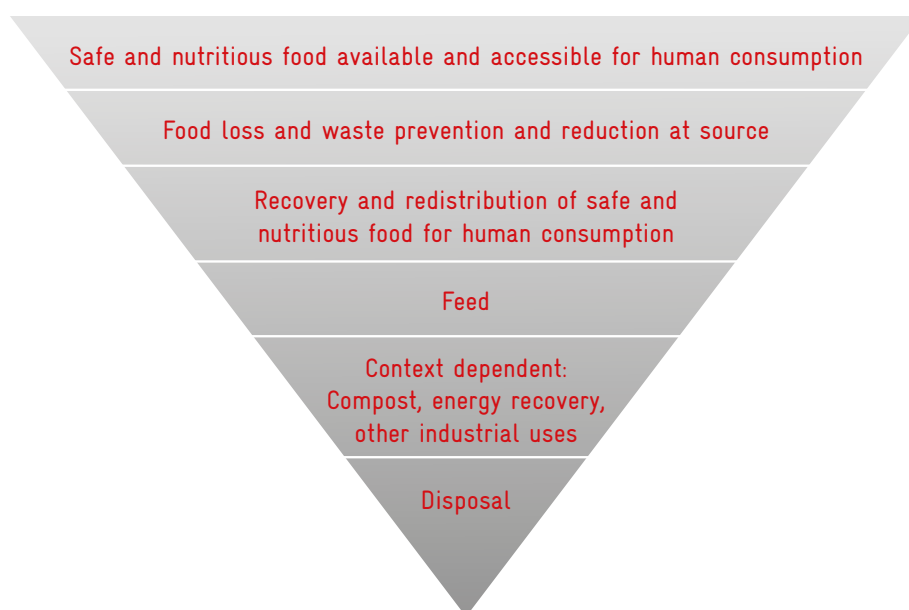 Safe and nutritious food available and accessible for human consumption
Food loss and waste prevention and reduction at source
Recovery and redistribution of safe and
nutritious food for human consumption
Feed
Context dependent:
Compost, energy recovery,
other industrial uses
Disposal